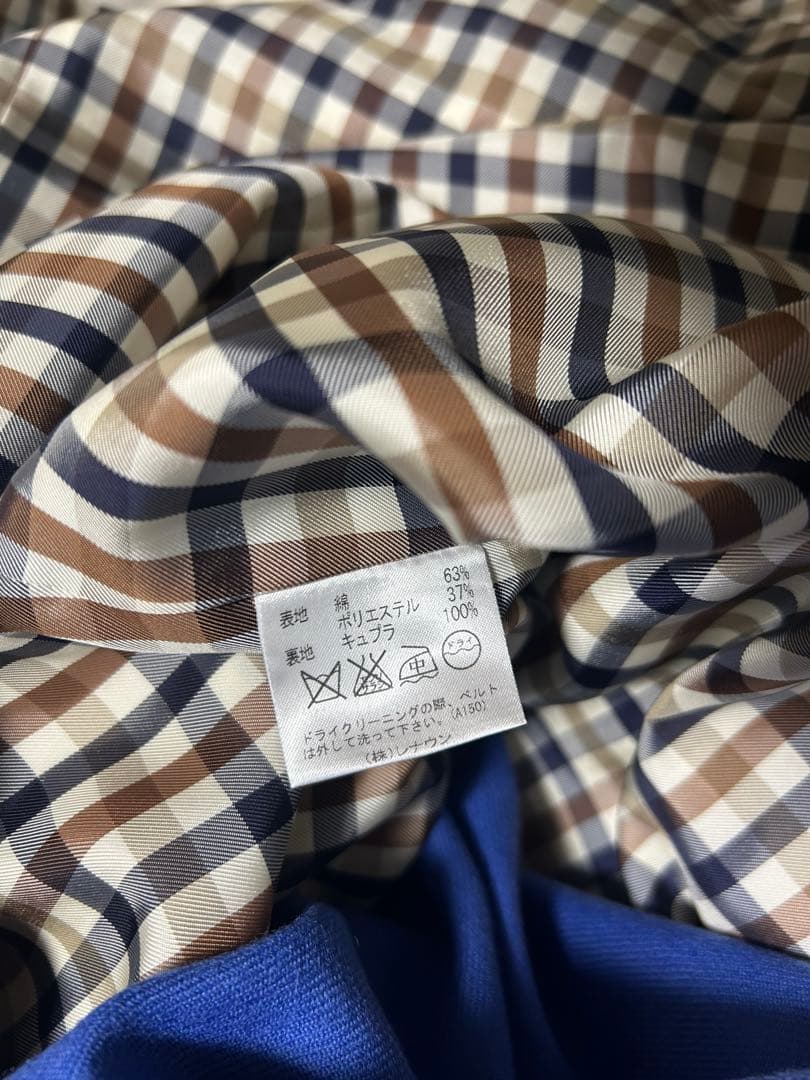 表地 綿 63%
ポリエステル 37%
裏地 キュプラ 100%
中 ドライ
ドライクリーニングの際、ベルト
は外して洗って下さい。(A150)
(株)レナウン